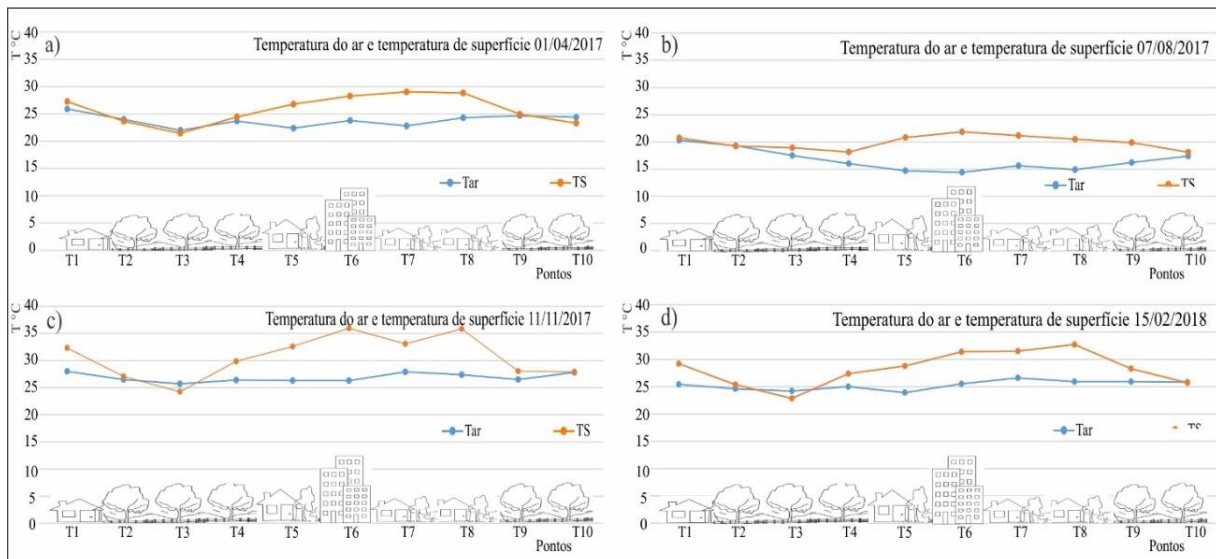 a)
Temperatura do ar e temperatura de superfície 01/04/2017
T °C
40
35
30
25
20
15
10
5
0
Tar
TS
T1 T2 T3 T4 T5 T6 T7 T8 T9 T10
Pontos
b)
Temperatura do ar e temperatura de superfície 07/08/2017
T °C
40
35
30
25
20
15
10
5
0
Tar
TS
T1 T2 T3 T4 T5 T6 T7 T8 T9 T10
Pontos
c)
Temperatura do ar e temperatura de superfície 11/11/2017
T °C
40
35
30
25
20
15
10
5
0
Tar
TS
T1 T2 T3 T4 T5 T6 T7 T8 T9 T10
Pontos
d)
Temperatura do ar e temperatura de superfície 15/02/2018
T °C
40
35
30
25
20
15
10
5
0
Tar
T1 T2 T3 T4 T5 T6 T7 T8 T9 T10
Pontos